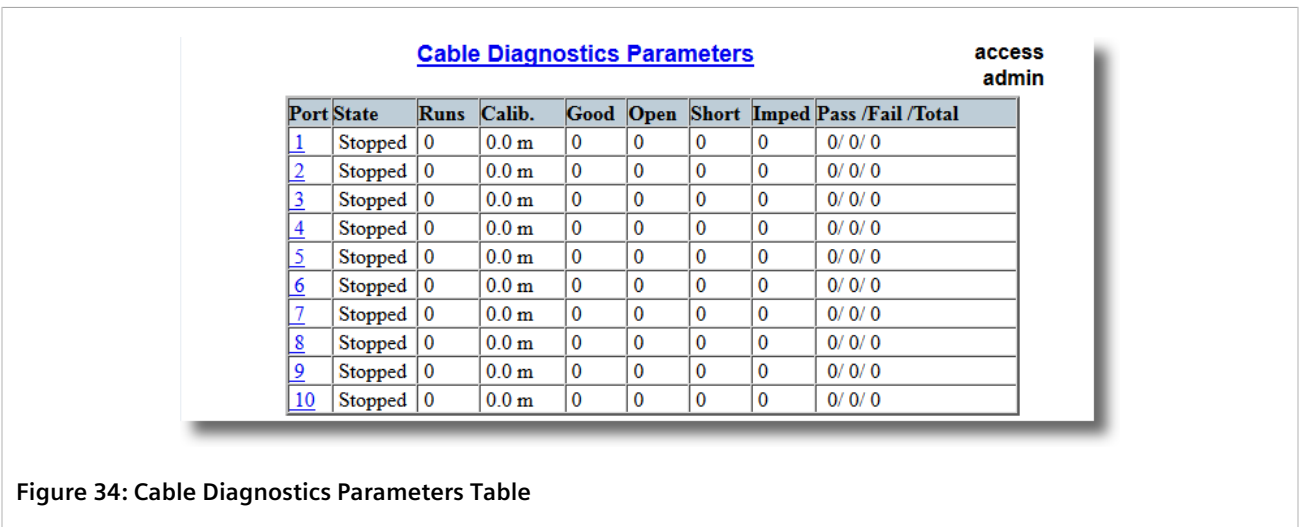 Cable Diagnostics Parameters
access
admin
Port State Runs Calib. Good Open Short Imped Pass /Fail /Total
1 Stopped 0 0.0 m 0 0 0 0 0/ 0/ 0
2 Stopped 0 0.0 m 0 0 0 0 0/ 0/ 0
3 Stopped 0 0.0 m 0 0 0 0 0/ 0/ 0
4 Stopped 0 0.0 m 0 0 0 0 0/ 0/ 0
5 Stopped 0 0.0 m 0 0 0 0 0/ 0/ 0
6 Stopped 0 0.0 m 0 0 0 0 0/ 0/ 0
7 Stopped 0 0.0 m 0 0 0 0 0/ 0/ 0
8 Stopped 0 0.0 m 0 0 0 0 0/ 0/ 0
9 Stopped 0 0.0 m 0 0 0 0 0/ 0/ 0
10 Stopped 0 0.0 m 0 0 0 0 0/ 0/ 0
Figure 34: Cable Diagnostics Parameters Table